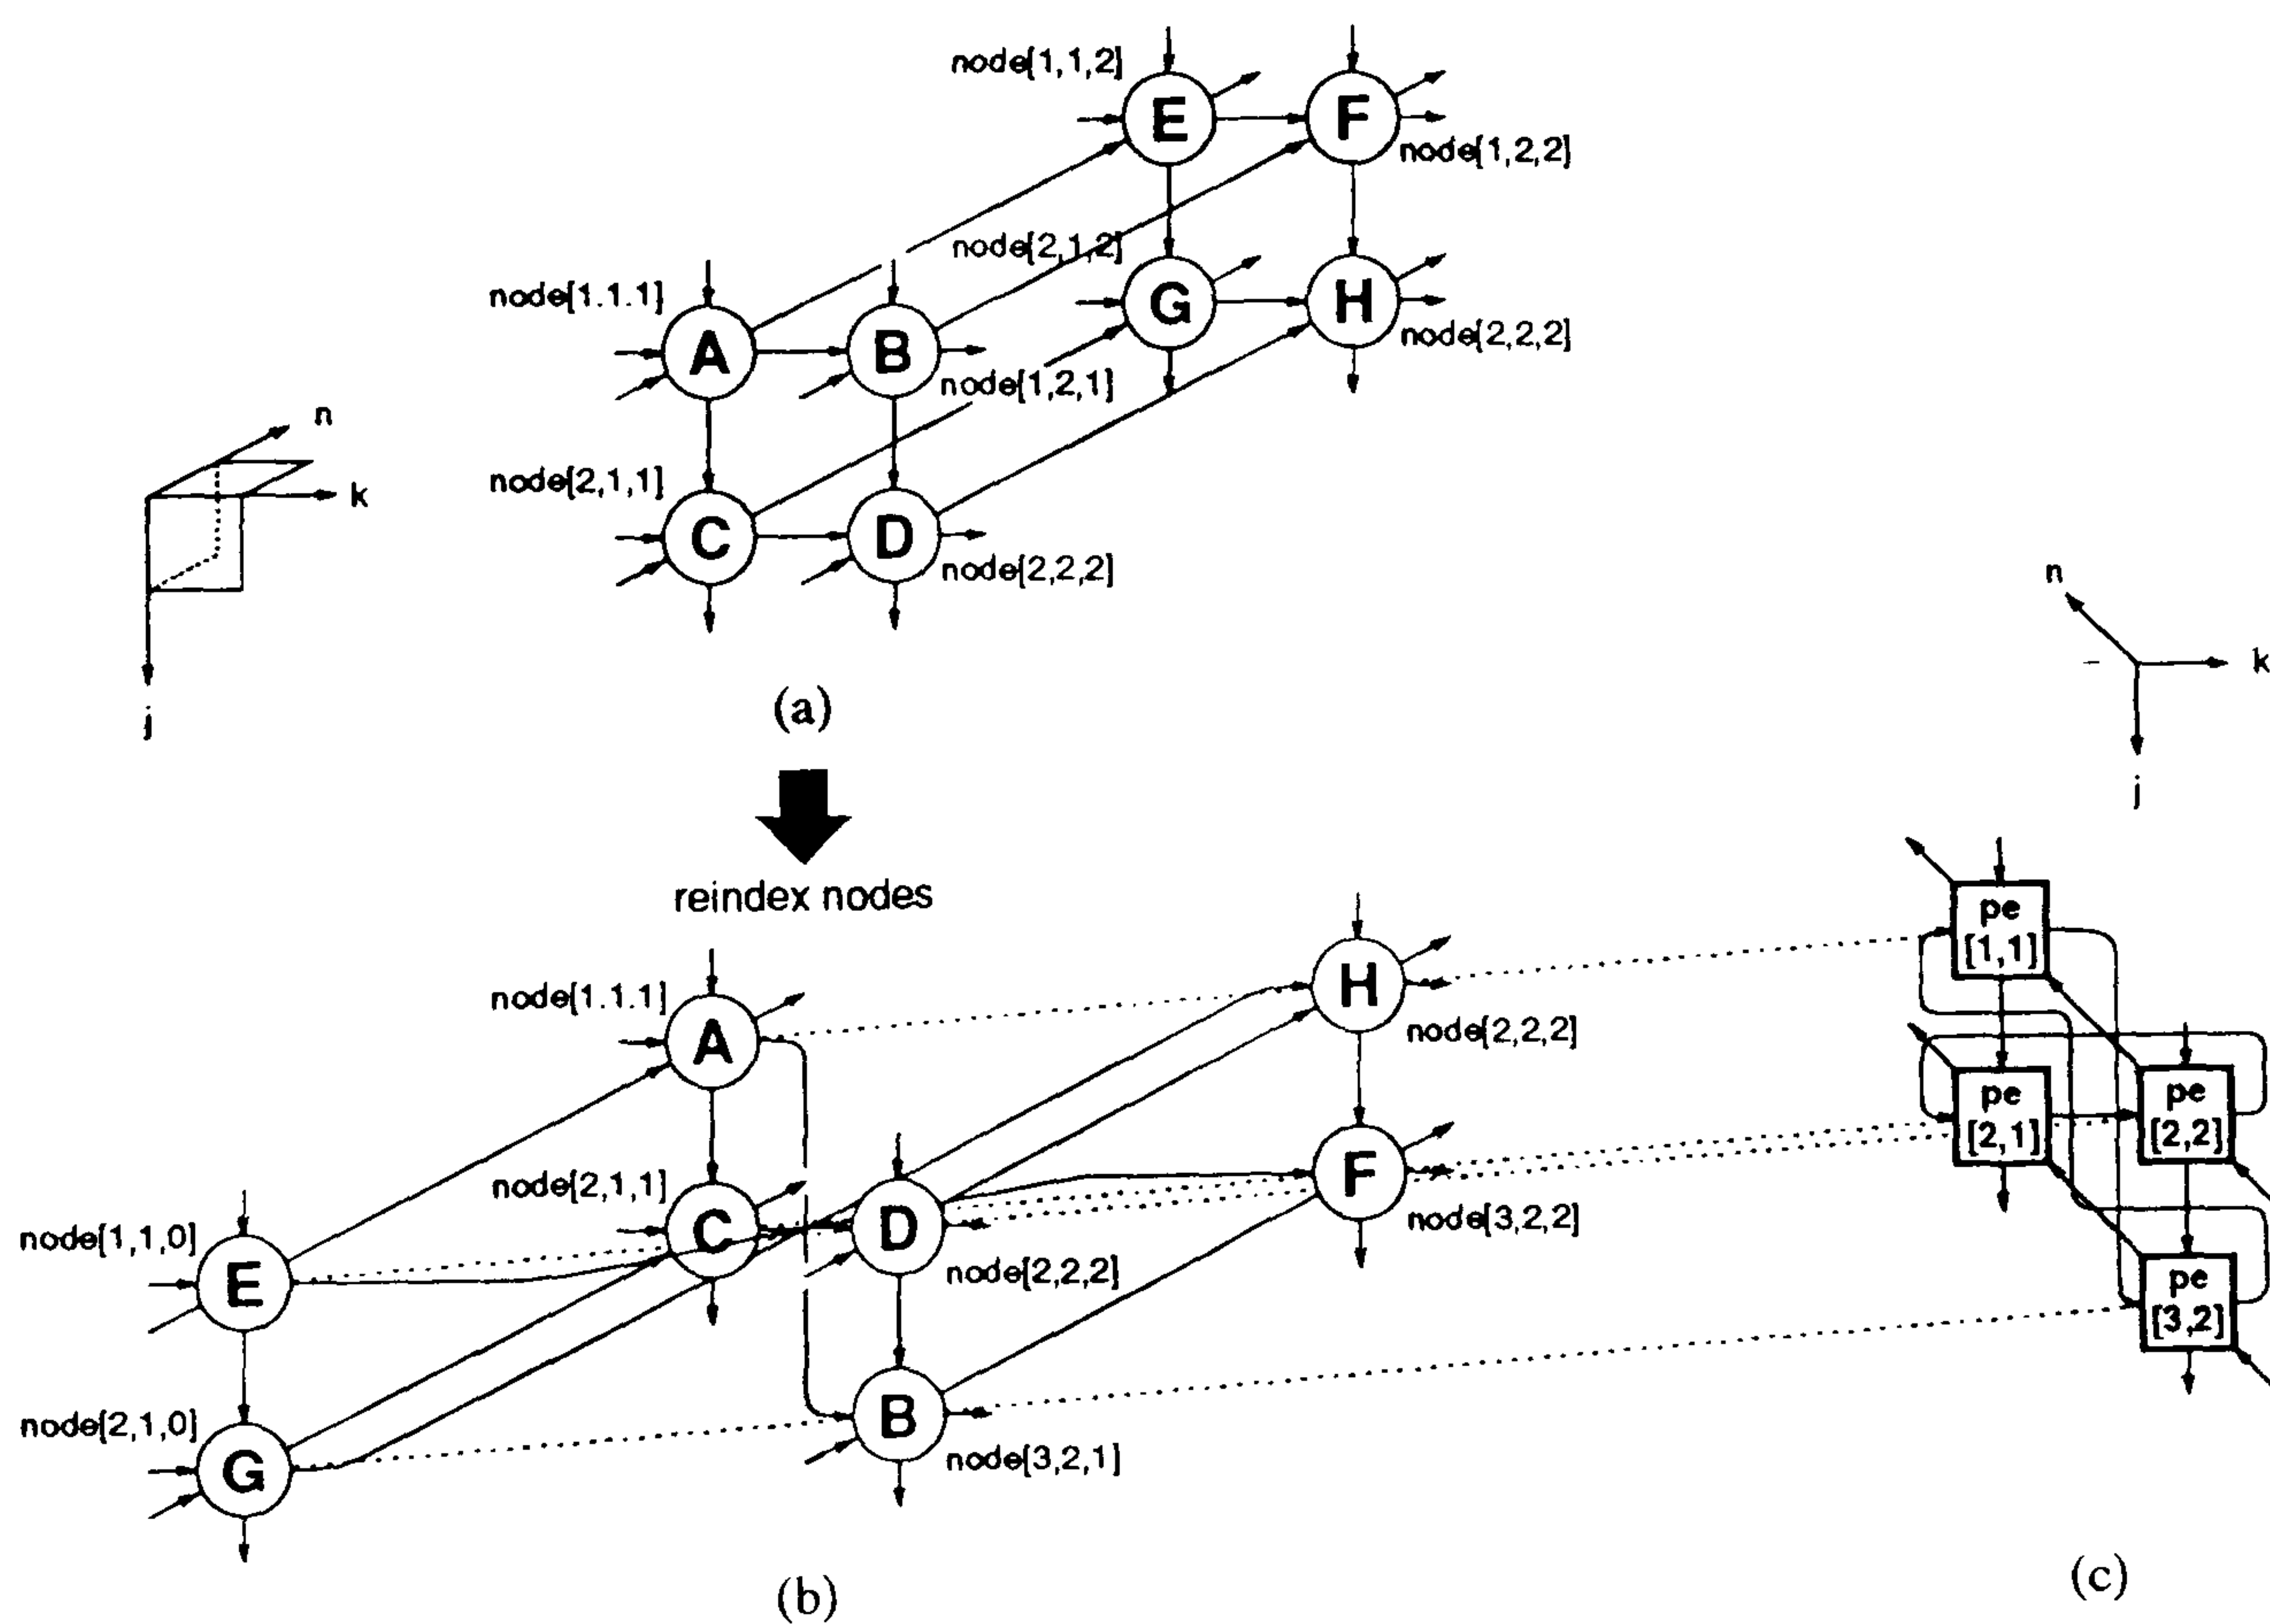 node[1,1,2]
E
F
node[1,2,2]
node[2,1,2]
node[1.1.1]
G
H
A
B
node[2,2,2]
node[1,2,1]
n
k
node[2,1,1]
C
D
node[2,2,2]
j
(a)
n
k
j
reindex nodes
pe
[1,1]
node[1.1.1]
A
H
node[2,2,2]
pe
[2,1]
pe
[2,2]
node[2,1,1]
C
D
F
node[1,1,0]
E
node[3,2,2]
node[2,2,2]
pe
[3,2]
node[2,1,0]
G
B
node[3,2,1]
(b)
(c)